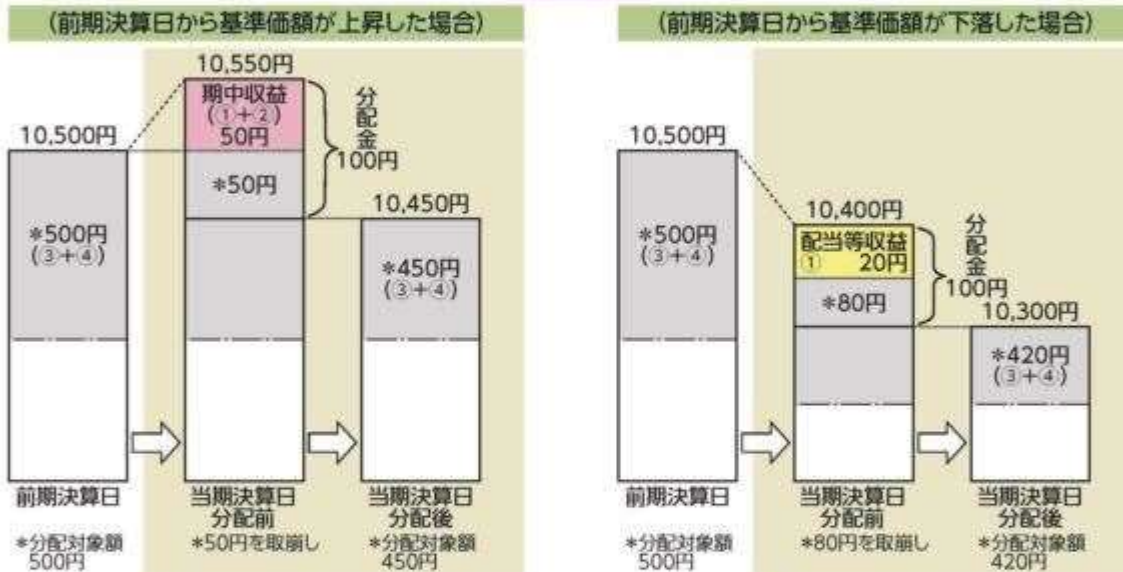 (前期決算日から基準価額が上昇した場合)
10,550円
期中収益
(①+②)
50円
*50円
分配金
100円
10,500円
*500円
(③+④)
10,450円
*450円
(③+④)
前期決算日
当期決算日
分配前
当期決算日
分配後
*分配対象額
500円
*50円を取崩し
*分配対象額
450円
(前期決算日から基準価額が下落した場合)
10,500円
*500円
(③+④)
10,400円
配当等収益
① 20円
*80円
分配金
100円
10,300円
*420円
(③+④)
前期決算日
当期決算日
分配前
当期決算日
分配後
*分配対象額
500円
*80円を取崩し
*分配対象額
420円